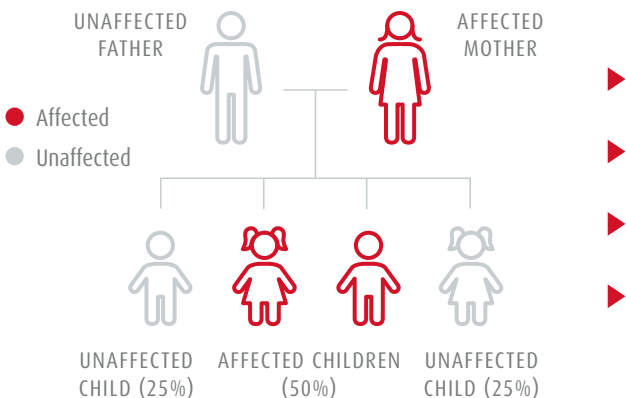 UNAFFECTED
FATHER
AFFECTED
MOTHER
Affected
Unaffected
UNAFFECTED
CHILD (25%)
AFFECTED CHILDREN
(50%)
UNAFFECTED
CHILD (25%)